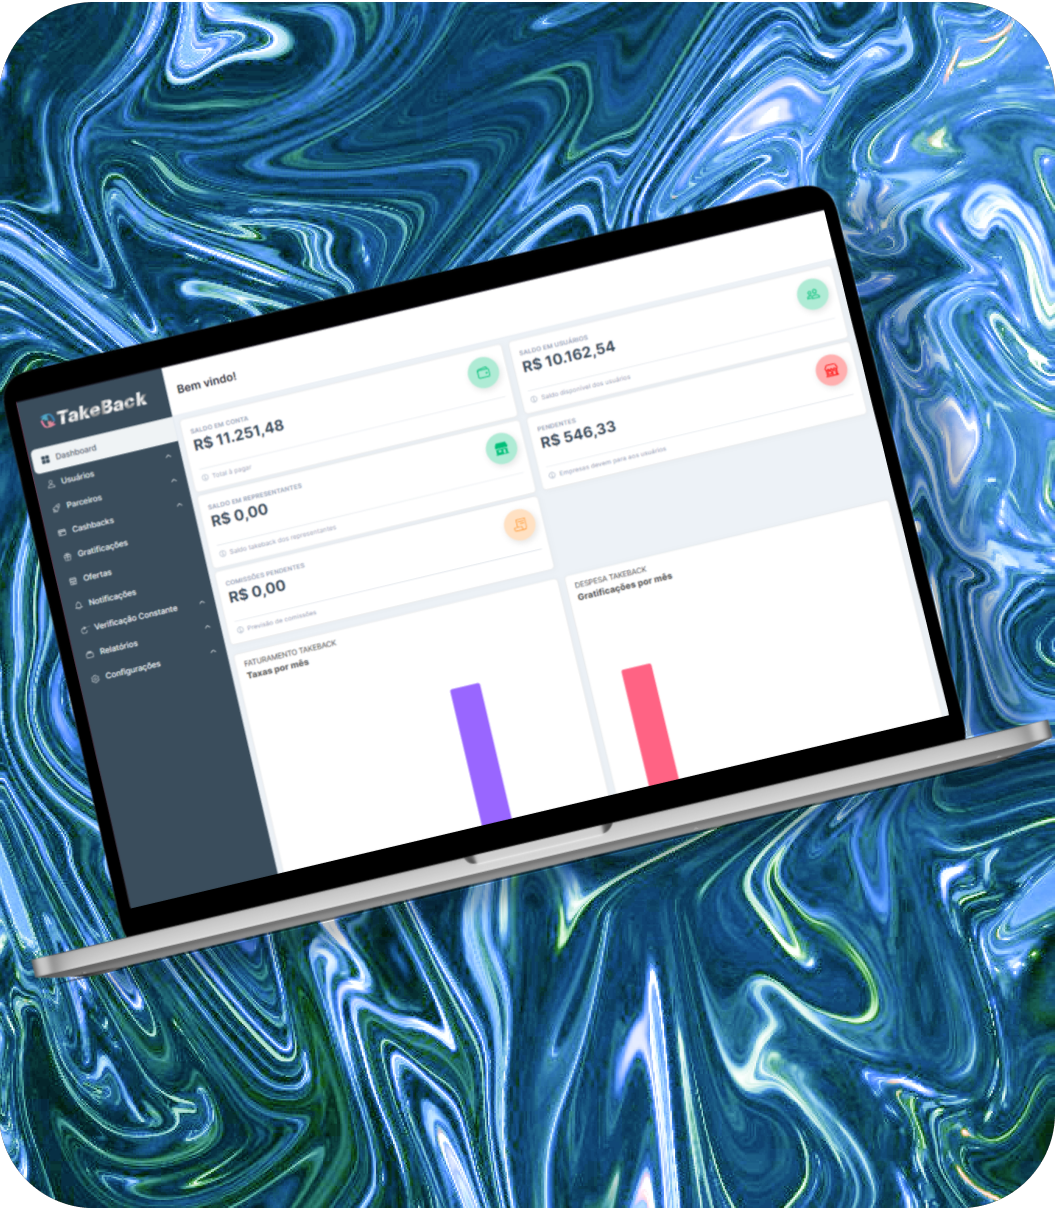 TakeBack
Dashboard
Usuários
Parceiros
Cashbacks
Gratificações
Ofertas
Notificações
Verificação Constante
Relatórios
Configurações
Bem vindo!
SALDO EM CONTA
R$ 11.251,48
Total à pagar
SALDO EM USUÁRIOS
R$ 10.162,54
Saldo disponível dos usuários
SALDO EM REPRESENTANTES
R$ 0,00
Saldo takeback dos representantes
PENDENTES
R$ 546,33
Empresas devem para aos usuários
COMISSÕES PENDENTES
R$ 0,00
Previsão de comissões
FATURAMENTO TAKEBACK
Taxas por mês
DESPESA TAKEBACK
Gratificações por mês